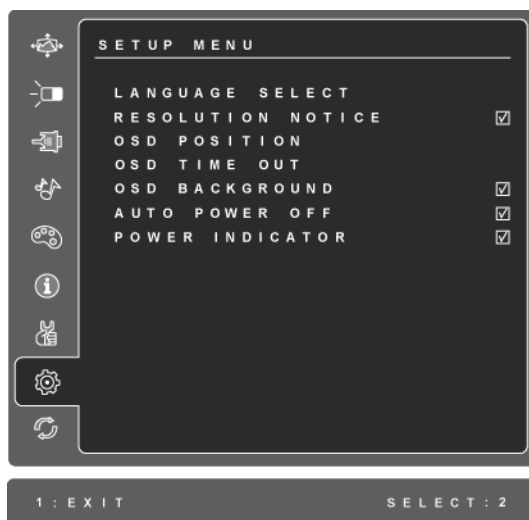 SETUP MENU
LANGUAGE SELECT
RESOLUTION NOTICE
OSD POSITION
OSD TIME OUT
OSD BACKGROUND
AUTO POWER OFF
POWER INDICATOR
1:EXIT SELECT:2